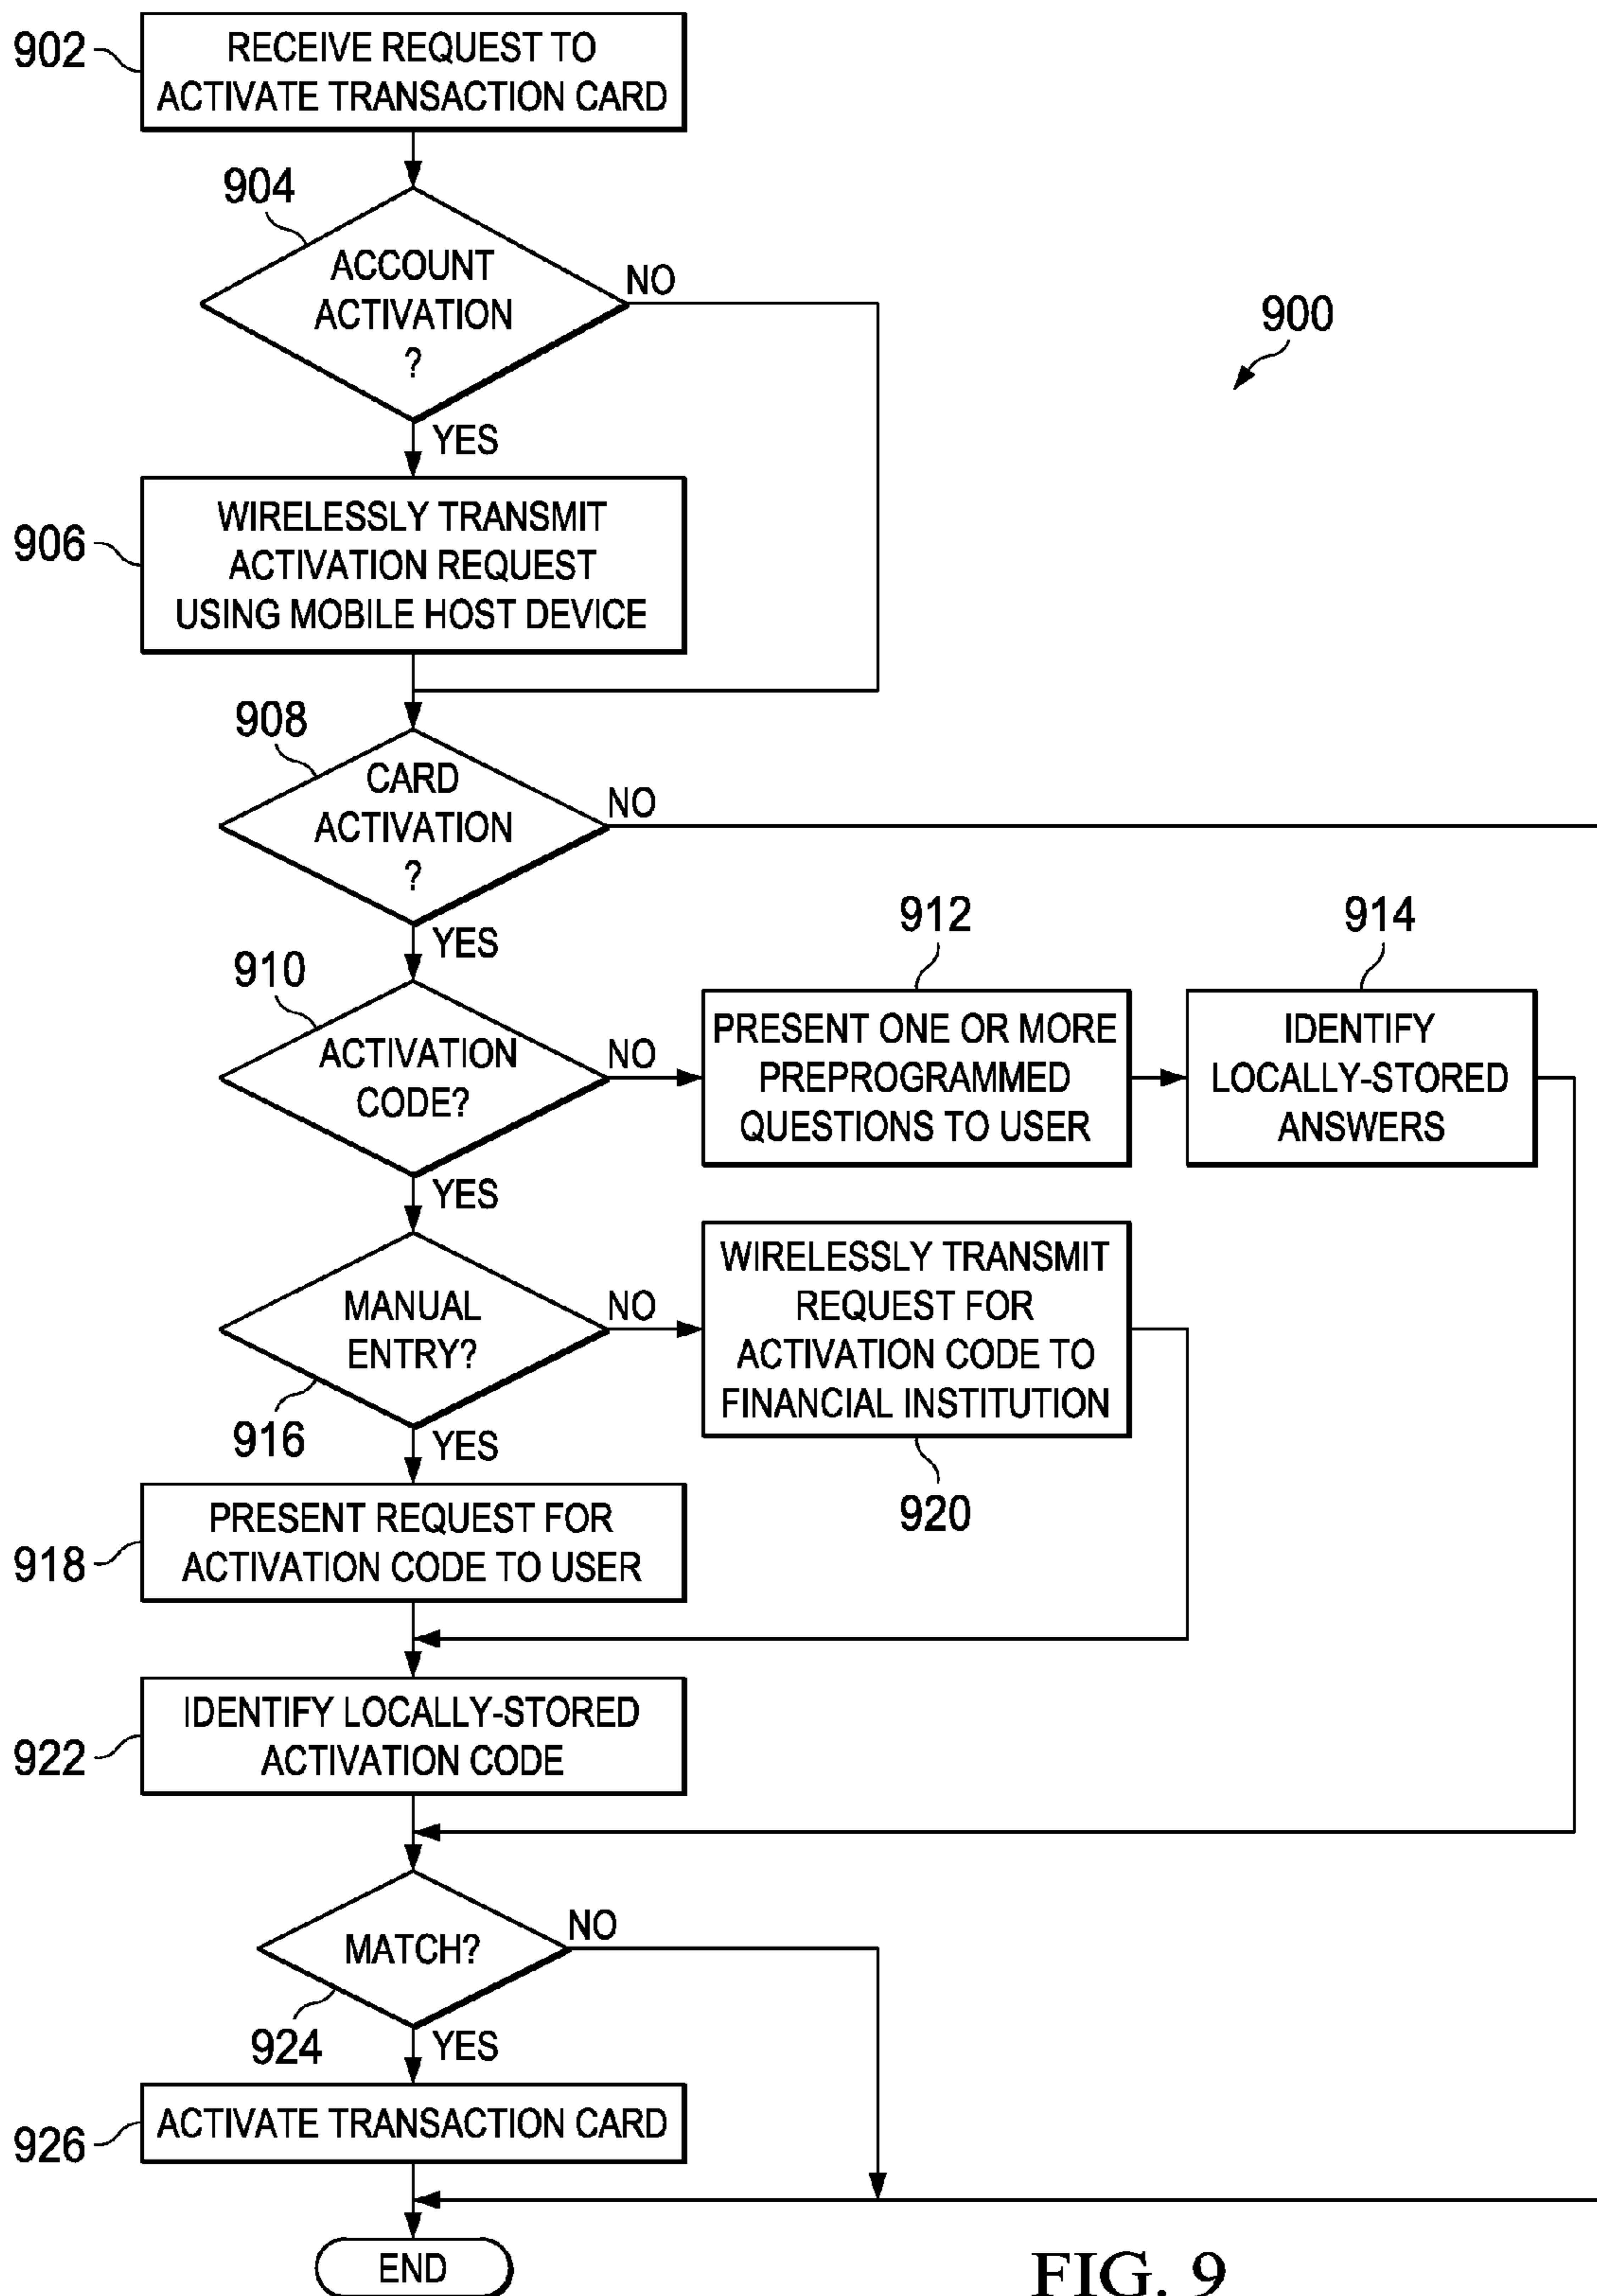 902
RECEIVE REQUEST TO
ACTIVATE TRANSACTION CARD
904
ACCOUNT
ACTIVATION
?
NO
YES
900
906
WIRELESSLY TRANSMIT
ACTIVATION REQUEST
USING MOBILE HOST DEVICE
908
CARD
ACTIVATION
?
NO
YES
910
ACTIVATION
CODE?
NO
YES
912
PRESENT ONE OR MORE
PREPROGRAMMED
QUESTIONS TO USER
914
IDENTIFY
LOCALLY-STORED
ANSWERS
MANUAL
ENTRY?
916
NO
YES
WIRELESSLY TRANSMIT
REQUEST FOR
ACTIVATION CODE TO
FINANCIAL INSTITUTION
920
918
PRESENT REQUEST FOR
ACTIVATION CODE TO USER
922
IDENTIFY LOCALLY-STORED
ACTIVATION CODE
MATCH?
NO
924
YES
926
ACTIVATE TRANSACTION CARD
END
FIG. 9